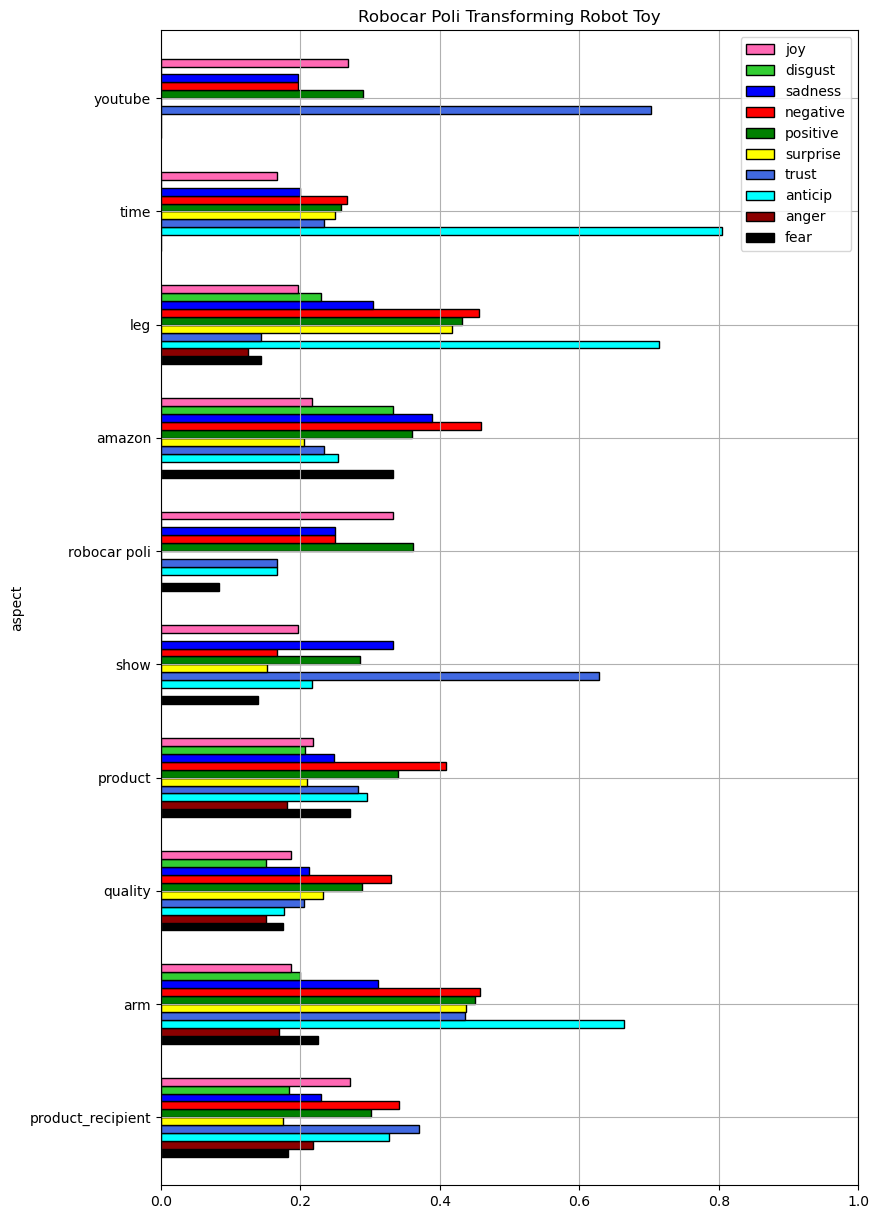 Robocar Poli Transforming Robot Toy
joy
disgust
sadness
negative
positive
surprise
trust
anticip
anger
fear
youtube
time
leg
amazon
robocar poli
show
product
quality
arm
product_recipient
aspect
0.0 0.2 0.4 0.6 0.8 1.0